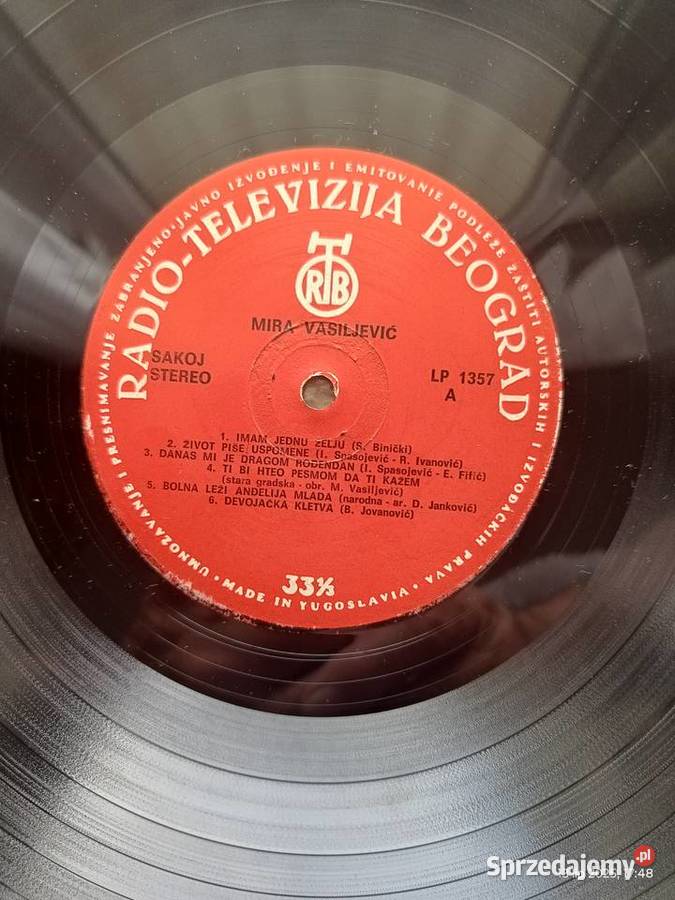 UMNOŽAVANJE I PRESNIMAVANJE ZABRANJENO · JAVNO IZVOĐENJE I EMITOVANJE PODLEŽE ZAŠTITI AUTORSKIH I IZVOĐAČKIH PRAVA ·
RADIO-TELEVIZIJA BEOGRAD
RTB
MIRA VASILJEVIĆ
SAKOJ
STEREO
LP 1357
A
1. IMAM JEDNU ŽELJU (S. Binički)
2. ŽIVOT PIŠE USPOMENE (I. Spasojević - R. Ivanović)
3. DANAS MI JE DRAGOM ROĐENDAN (I. Spasojević - E. Fifić)
4. TI BI HTEO PESMOM DA TI KAŽEM
(stara gradska - obr. M. Vasiljević)
5. BOLNA LEŽI ANĐELIJA MLADA (narodna - ar. D. Janković)
6. DEVOJAČKA KLETVA (B. Jovanović)
33⅓
· MADE IN YUGOSLAVIA ·
Sprzedajemy.pl